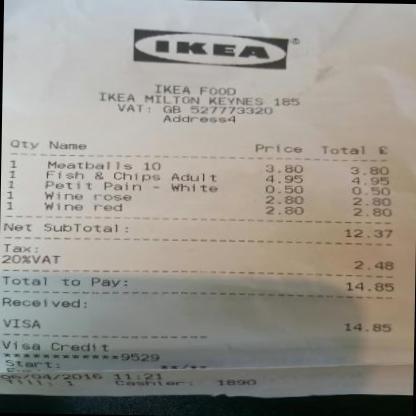 IKEA®
IKEA FOOD
IKEA MILTON KEYNES 185
VAT: GB 527773320
Address4
Qty Name Price Total £
1 Meatballs 10 3.80 3.80
1 Fish & Chips Adult 4.95 4.95
1 Petit Pain - White 0.50 0.50
1 Wine rose 2.80 2.80
1 Wine red 2.80 2.80
Net SubTotal: 12.37
Tax:
20%VAT 2.48
Total to Pay: 14.85
Received:
VISA 14.85
Visa Credit
************9529
Start: **/**
06/04/2016 11:21
Till: 1 Cashier: 1890